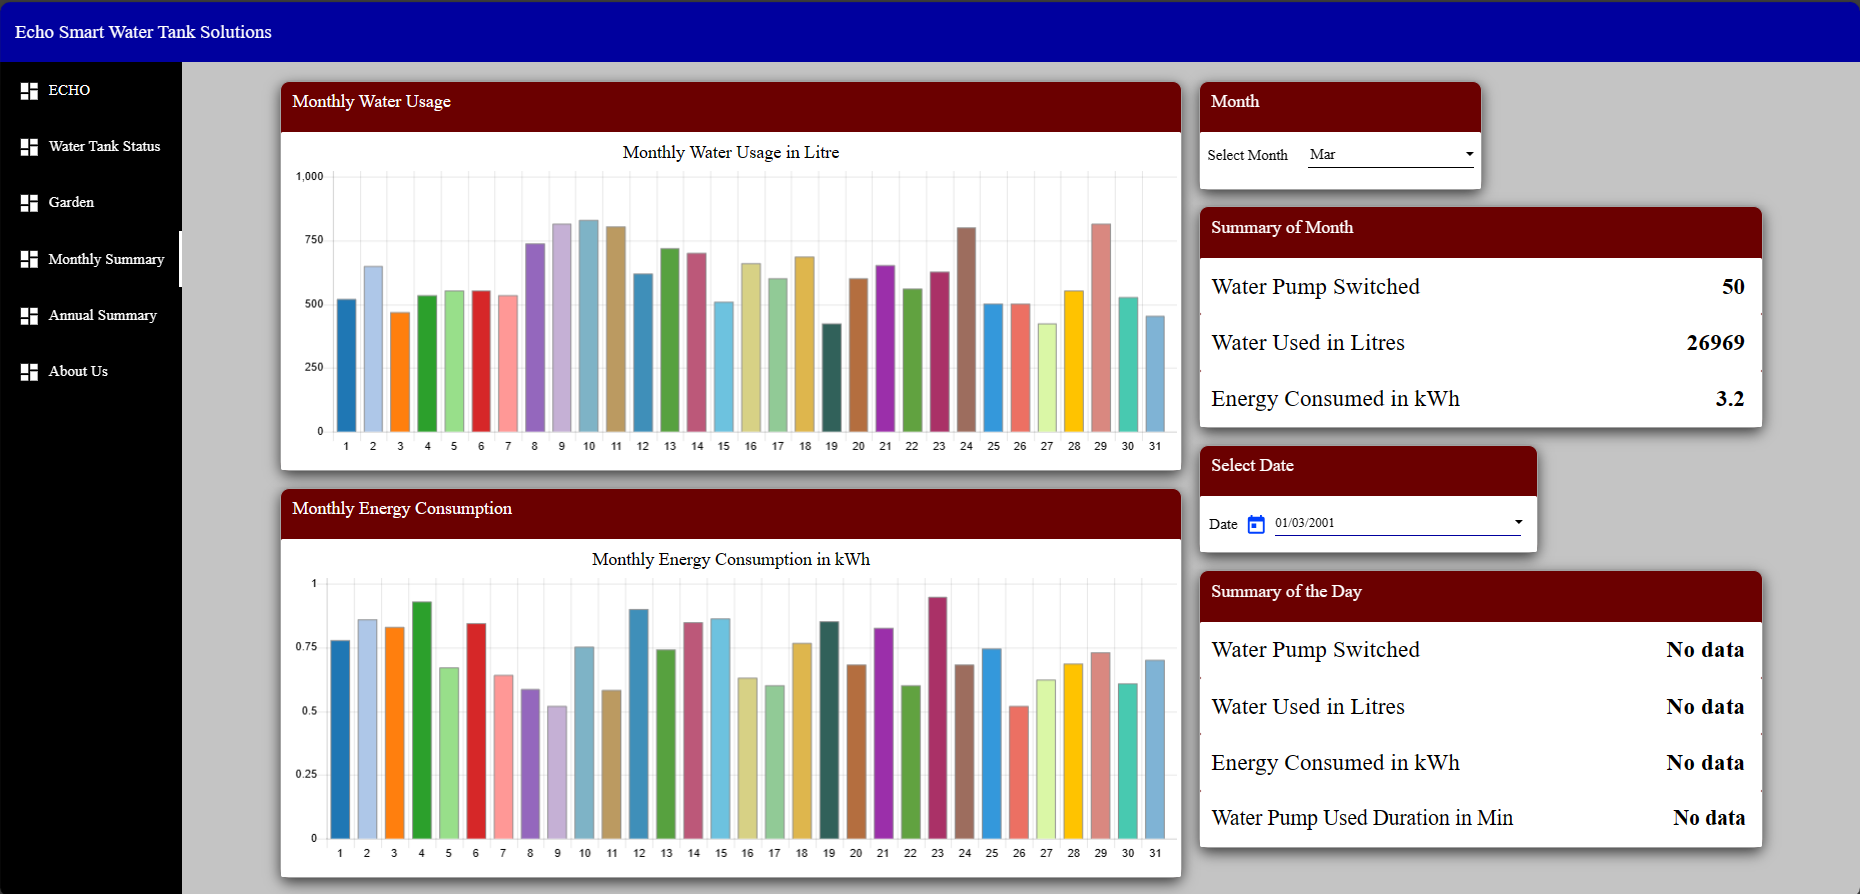 Echo Smart Water Tank Solutions
ECHO
Water Tank Status
Garden
Monthly Summary
Annual Summary
About Us
Monthly Water Usage
Monthly Water Usage in Litre
1,000
750
500
250
0
1 2 3 4 5 6 7 8 9 10 11 12 13 14 15 16 17 18 19 20 21 22 23 24 25 26 27 28 29 30 31
Monthly Energy Consumption
Monthly Energy Consumption in kWh
1
0.75
0.5
0.25
0
1 2 3 4 5 6 7 8 9 10 11 12 13 14 15 16 17 18 19 20 21 22 23 24 25 26 27 28 29 30 31
Month
Select Month Mar
Summary of Month
Water Pump Switched 50
Water Used in Litres 26969
Energy Consumed in kWh 3.2
Select Date
Date 01/03/2001
Summary of the Day
Water Pump Switched No data
Water Used in Litres No data
Energy Consumed in kWh No data
Water Pump Used Duration in Min No data